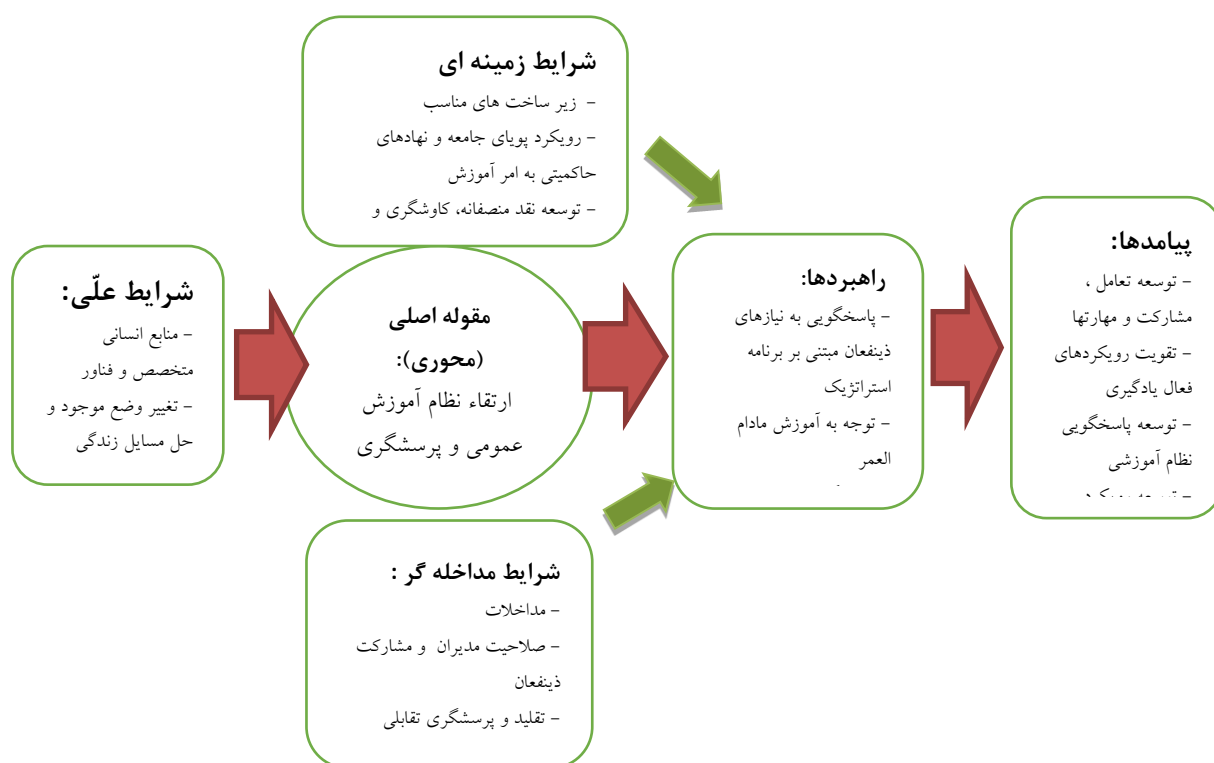 شرایط زمینه ای
- زیر ساخت های مناسب
- رویکرد پویای جامعه و نهادهای
حاکمیتی به امر آموزش
- توسعه نقد منصفانه، کاوشگری و
شرایط علّی:
- منابع انسانی
متخصص و فناور
- تغییر وضع موجود و
حل مسایل زندگی
مقوله اصلی
(محوری):
ارتقاء نظام آموزش
عمومی و پرسشگری
راهبردها:
- پاسخگویی به نیازهای
ذینفعان مبتنی بر برنامه
استراتژیک
- توجه به آموزش مادام
العمر
پیامدها:
- توسعه تعامل ،
مشارکت و مهارتها
- تقویت رویکردهای
فعال یادگیری
- توسعه پاسخگویی
نظام آموزشی
شرایط مداخله گر :
- مداخلات
- صلاحیت مدیران و مشارکت
ذینفعان
- تقلید و پرسشگری تقابلی